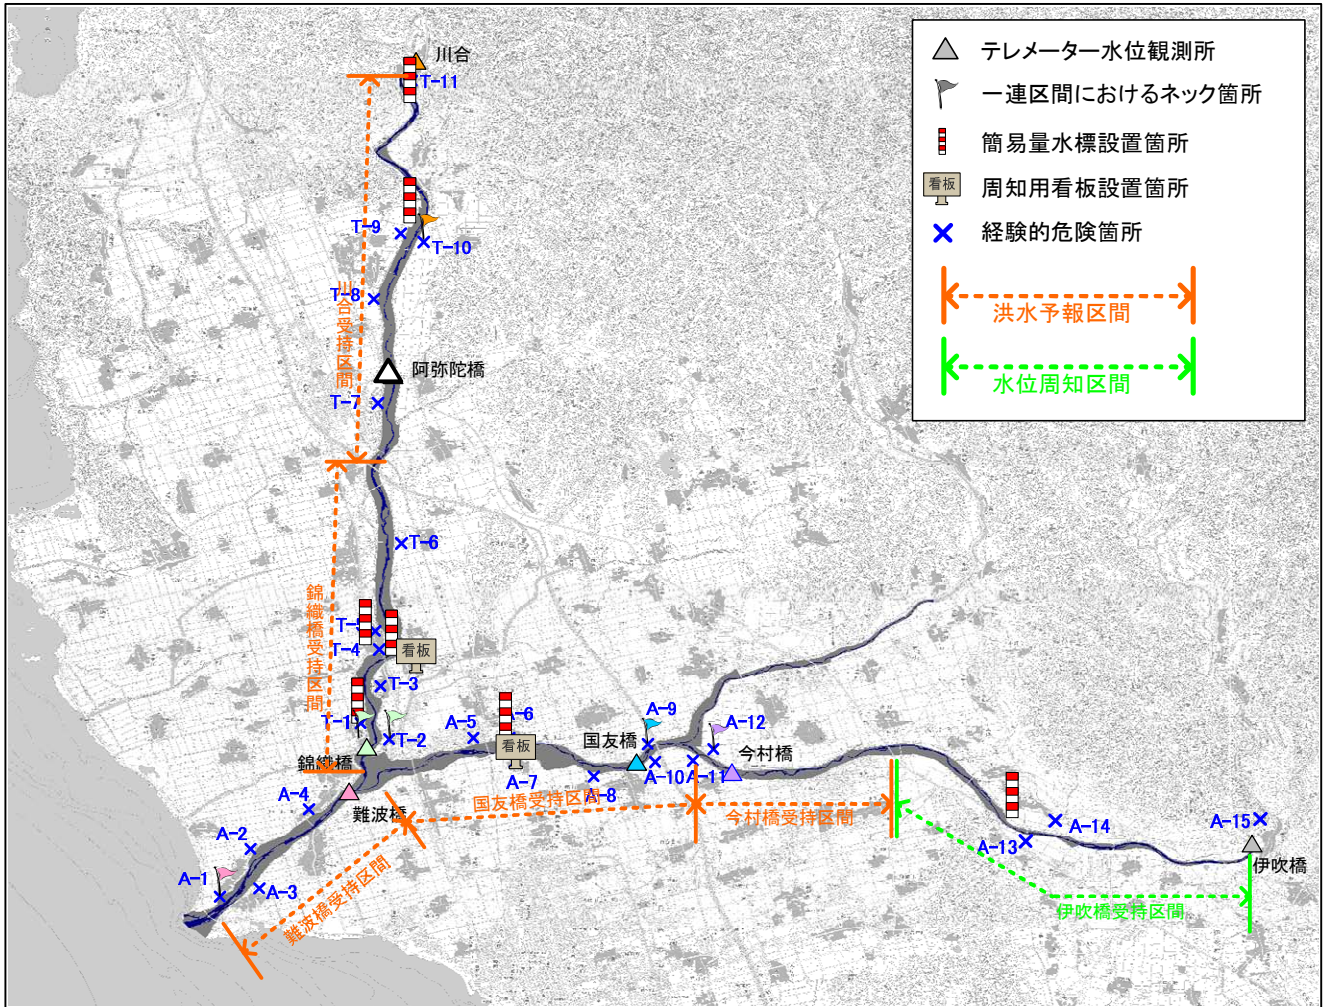 川合
T-11
T-9
T-10
T-8
川合受持区間
阿弥陀橋
T-7
T-6
錦織橋受持区間
T-5
T-4
看板
T-3
T-1
T-2
錦織橋
難波橋
A-4
A-2
A-1
A-3
難波橋受持区間
A-5
A-6
看板
A-7
A-8
国友橋
A-9
A-10
A-11
A-12
今村橋
国友橋受持区間
今村橋受持区間
A-13
A-14
A-15
伊吹橋
伊吹橋受持区間
テレメーター水位観測所
一連区間におけるネック箇所
簡易量水標設置箇所
看板
周知用看板設置箇所
経験的危険箇所
洪水予報区間
水位周知区間